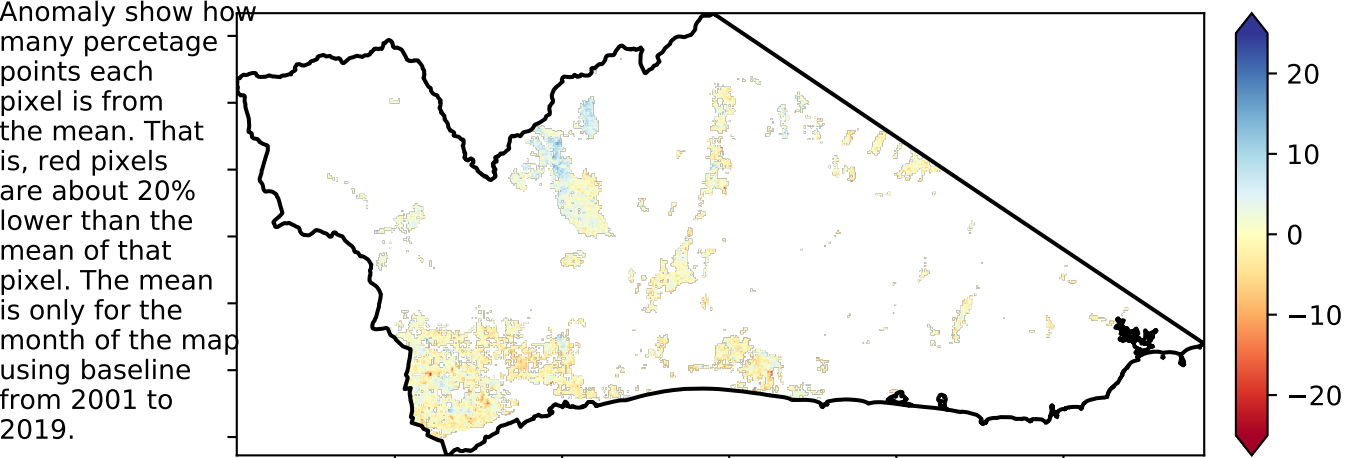 Anomaly show how
many percetage
points each
pixel is from
the mean. That
is, red pixels
are about 20%
lower than the
mean of that
pixel. The mean
is only for the
month of the map
using baseline
from 2001 to
2019.
20
10
0
−10
−20